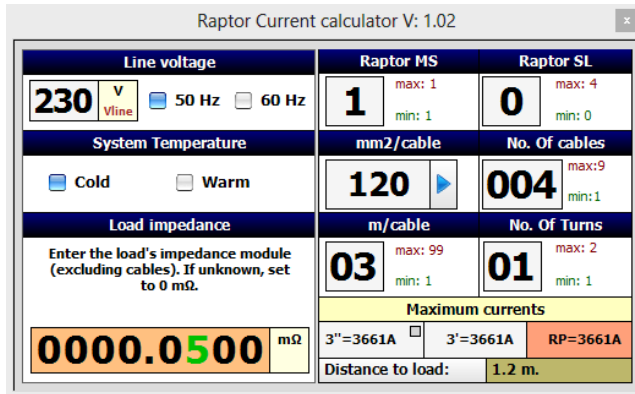 Raptor Current calculator V: 1.02
x
Line voltage
230 V Vline 50 Hz 60 Hz
System Temperature
Cold Warm
Load impedance
Enter the load's impedance module
(excluding cables). If unknown, set
to 0 mΩ.
0000.0500 mΩ
Raptor MS Raptor SL
1 max: 1 min: 1 0 max: 4 min: 0
mm2/cable No. Of cables
120 004 max:9 min:1
m/cable No. Of Turns
03 max: 99 min: 1 01 max: 2 min: 1
Maximum currents
3''=3661A 3'=3661A RP=3661A
Distance to load: 1.2 m.